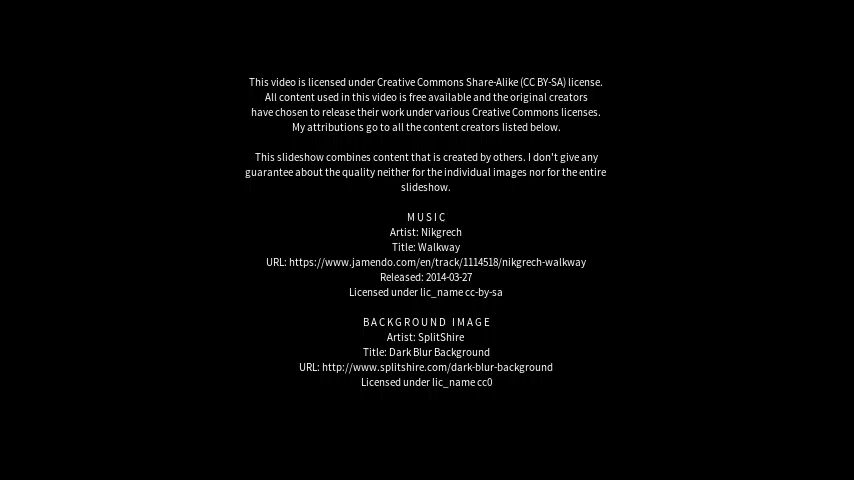 This video is licensed under Creative Commons Share-Alike (CC BY-SA) license.
All content used in this video is free available and the original creators
have chosen to release their work under various Creative Commons licenses.
My attributions go to all the content creators listed below.
This slideshow combines content that is created by others. I don't give any
guarantee about the quality neither for the individual images nor for the entire
slideshow.
MUSIC
Artist: Nikgrech
Title: Walkway
URL: https://www.jamendo.com/en/track/1114518/nikgrech-walkway
Released: 2014-03-27
Licensed under lic_name cc-by-sa
BACKGROUND IMAGE
Artist: SplitShire
Title: Dark Blur Background
URL: http://www.splitshire.com/dark-blur-background
Licensed under lic_name cc0